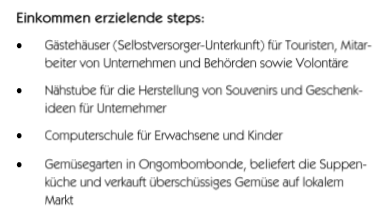 Einkommen erzielende steps:
• Gästehäuser (Selbstversorger-Unterkunft) für Touristen, Mitar-
beiter von Unternehmen und Behörden sowie Volontäre
• Nähstube für die Herstellung von Souvenirs und Geschenk-
ideen für Unternehmer
• Computerschule für Erwachsene und Kinder
• Gemüsegarten in Ongombombonde, beliefert die Suppen-
küche und verkauft überschüssiges Gemüse auf lokalem
Markt